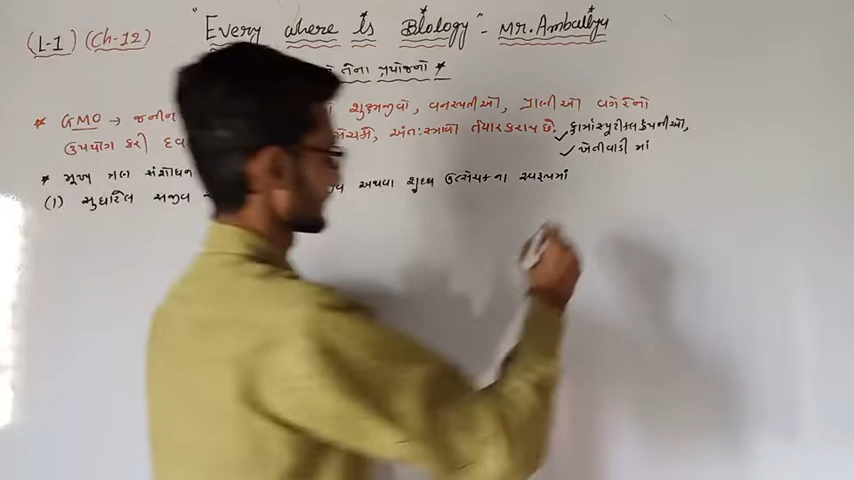 (L-1) (Ch-12) "Every where is Biology" - Mr. Ambaliya
તેના પ્રયોજનો *
* GMO → જનીન સુક્ષ્મજીવો, વનસ્પતીઓ, પ્રાણીઓ વગેરેનો
ઉપયોગ કરી અંતઃસ્ત્રાવો તૈયાર કરાય છે. ✓ ફાર્માસ્યુટીકલ કંપનીઓ,
✓ ખેતીવાડી માં
* મુખ્ય ત્રણ સંશોધન
(1) સુધારેલ સજીવ અથવા શુધ્ધ ઉત્સેચકના સ્વરૂપમાં